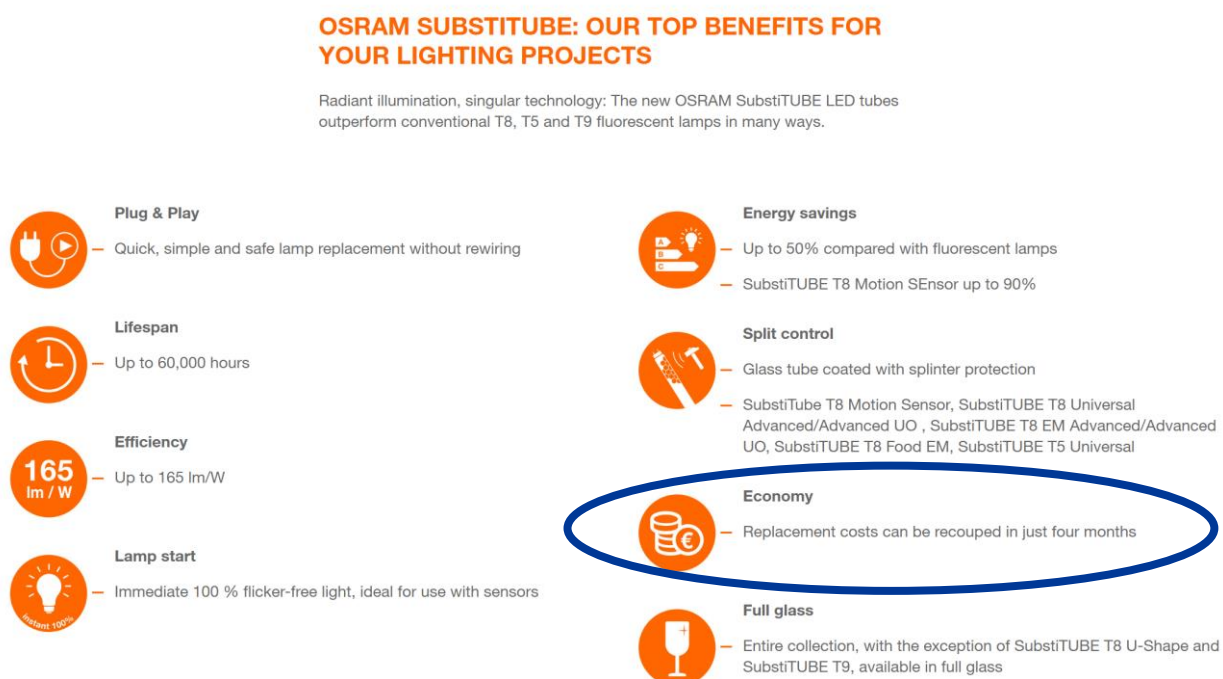 OSRAM SUBSTITUBE: OUR TOP BENEFITS FOR
YOUR LIGHTING PROJECTS
Radiant illumination, singular technology: The new OSRAM SubstiTUBE LED tubes
outperform conventional T8, T5 and T9 fluorescent lamps in many ways.
Plug & Play
– Quick, simple and safe lamp replacement without rewiring
Lifespan
– Up to 60,000 hours
165
lm / W
Efficiency
– Up to 165 lm/W
Lamp start
– Immediate 100 % flicker-free light, ideal for use with sensors
instant 100%
A
B
C
Energy savings
– Up to 50% compared with fluorescent lamps
– SubstiTUBE T8 Motion SEnsor up to 90%
Split control
– Glass tube coated with splinter protection
– SubstiTube T8 Motion Sensor, SubstiTUBE T8 Universal
Advanced/Advanced UO , SubstiTUBE T8 EM Advanced/Advanced
UO, SubstiTUBE T8 Food EM, SubstiTUBE T5 Universal
Economy
€
– Replacement costs can be recouped in just four months
Full glass
– Entire collection, with the exception of SubstiTUBE T8 U-Shape and
SubstiTUBE T9, available in full glass